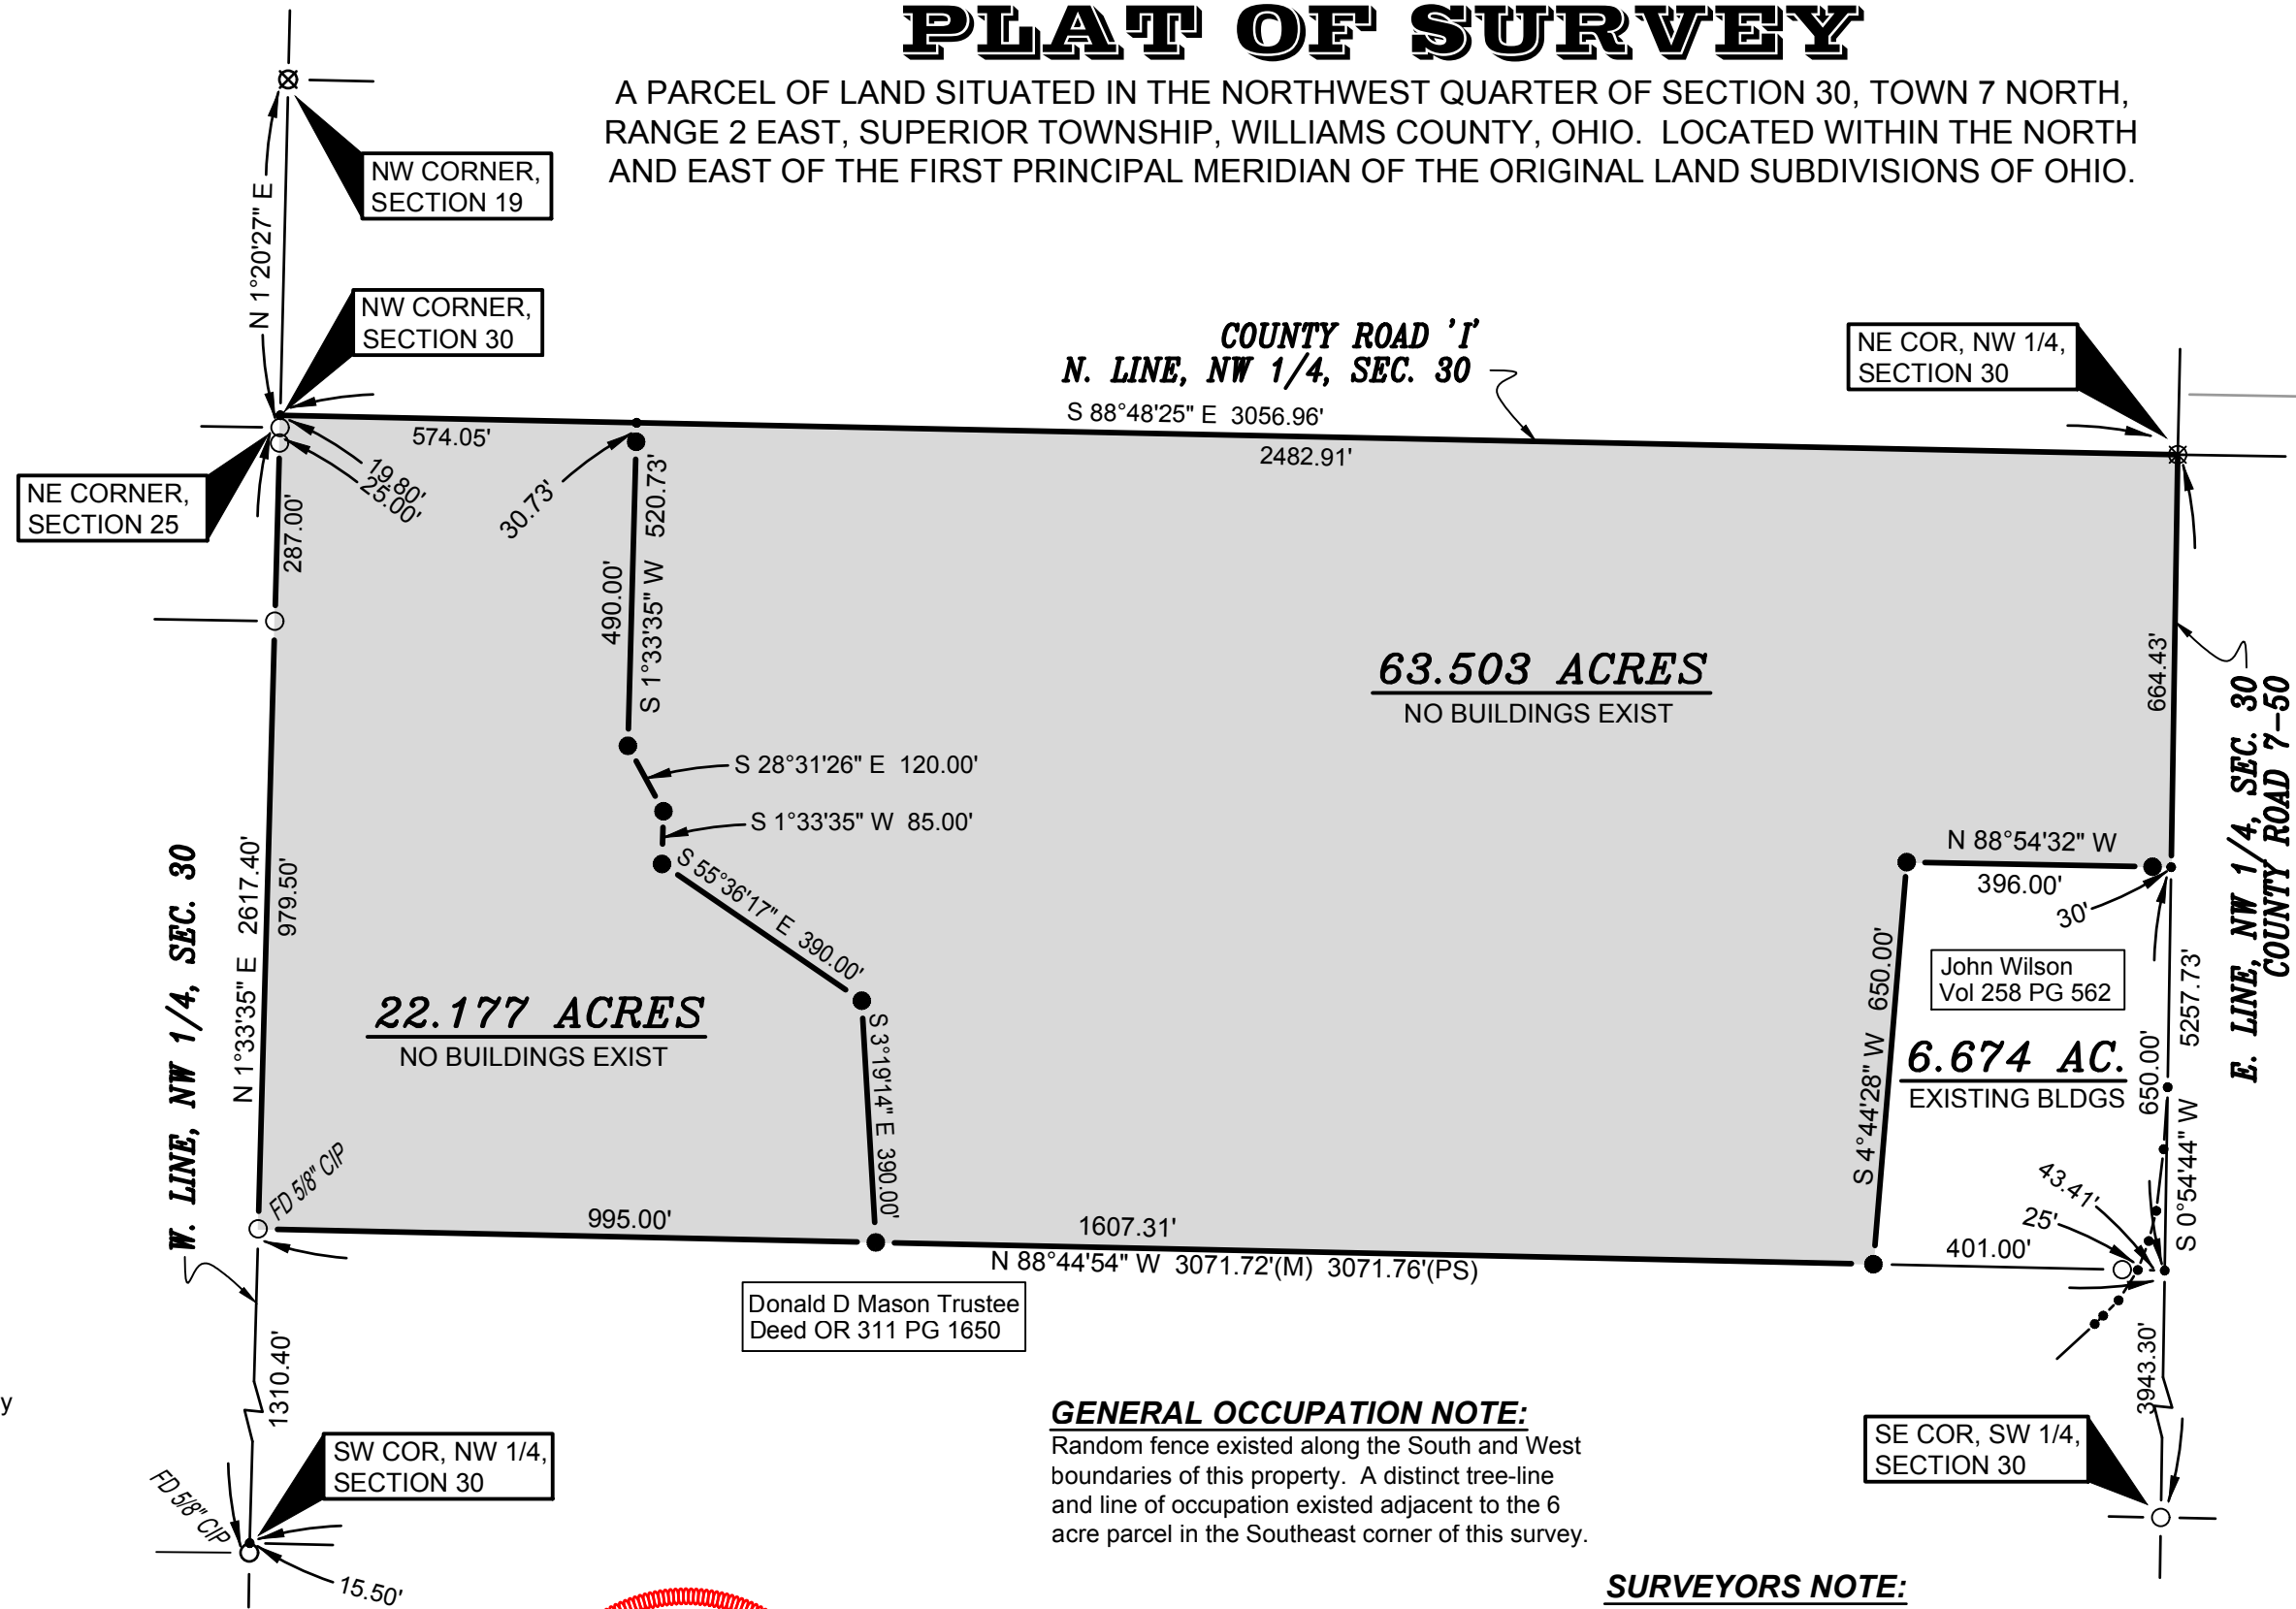 PLAT OF SURVEY
A PARCEL OF LAND SITUATED IN THE NORTHWEST QUARTER OF SECTION 30, TOWN 7 NORTH,
RANGE 2 EAST, SUPERIOR TOWNSHIP, WILLIAMS COUNTY, OHIO. LOCATED WITHIN THE NORTH
AND EAST OF THE FIRST PRINCIPAL MERIDIAN OF THE ORIGINAL LAND SUBDIVISIONS OF OHIO.
NW CORNER,
SECTION 19
N 1°20'27" E
NW CORNER,
SECTION 30
COUNTY ROAD 'I'
N. LINE, NW 1/4, SEC. 30
S 88°48'25" E 3056.96'
NE COR, NW 1/4,
SECTION 30
574.05'
2482.91'
NE CORNER,
SECTION 25
19.80'
25.00'
30.73'
287.00'
490.00'
S 1°33'35" W 520.73'
63.503 ACRES
NO BUILDINGS EXIST
664.43'
E. LINE, NW 1/4, SEC. 30
COUNTY ROAD 7-50
S 28°31'26" E 120.00'
S 1°33'35" W 85.00'
S 55°36'17" E 390.00'
N 88°54'32" W
396.00'
30'
W. LINE, NW 1/4, SEC. 30
N 1°33'35" E 2617.40'
979.50'
22.177 ACRES
NO BUILDINGS EXIST
S 3°19'14" E 390.00'
S 4°44'28" W 650.00'
John Wilson
Vol 258 PG 562
6.674 AC.
EXISTING BLDGS
650.00'
S 0°54'44" W 5257.73'
43.41'
25'
401.00'
FD 5/8" CIP
995.00'
1607.31'
N 88°44'54" W 3071.72'(M) 3071.76'(PS)
Donald D Mason Trustee
Deed OR 311 PG 1650
1310.40'
3943.30'
y
GENERAL OCCUPATION NOTE:
Random fence existed along the South and West
boundaries of this property. A distinct tree-line
and line of occupation existed adjacent to the 6
acre parcel in the Southeast corner of this survey.
SW COR, NW 1/4,
SECTION 30
SE COR, SW 1/4,
SECTION 30
FD 5/8" CIP
15.50'
SURVEYORS NOTE: